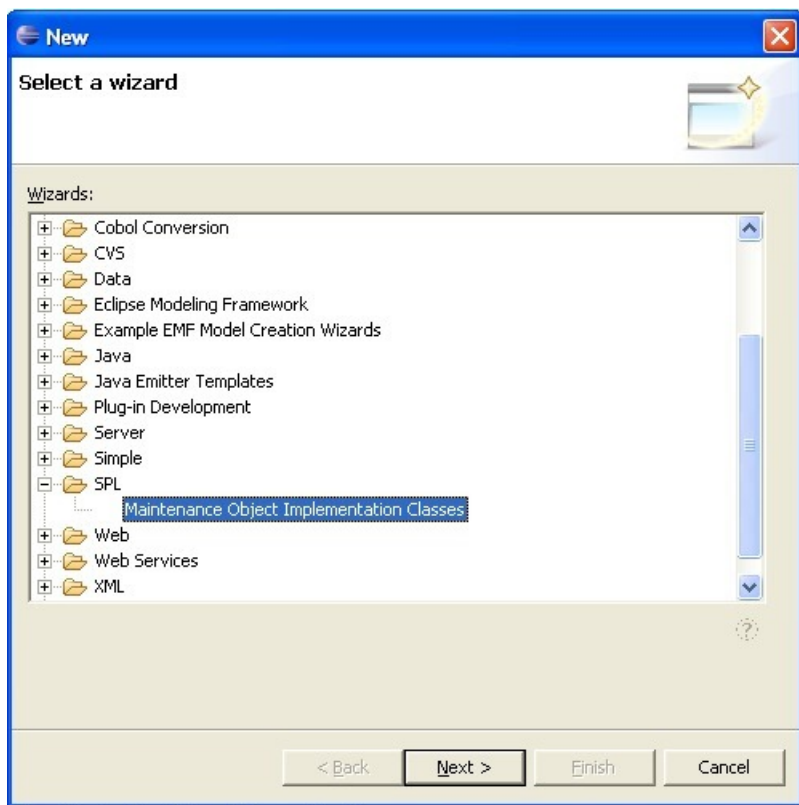 New
Select a wizard
Wizards:
Cobol Conversion
CVS
Data
Eclipse Modeling Framework
Example EMF Model Creation Wizards
Java
Java Emitter Templates
Plug-in Development
Server
Simple
SPL
Maintenance Object Implementation Classes
Web
Web Services
XML
?
< Back Next > Finish Cancel